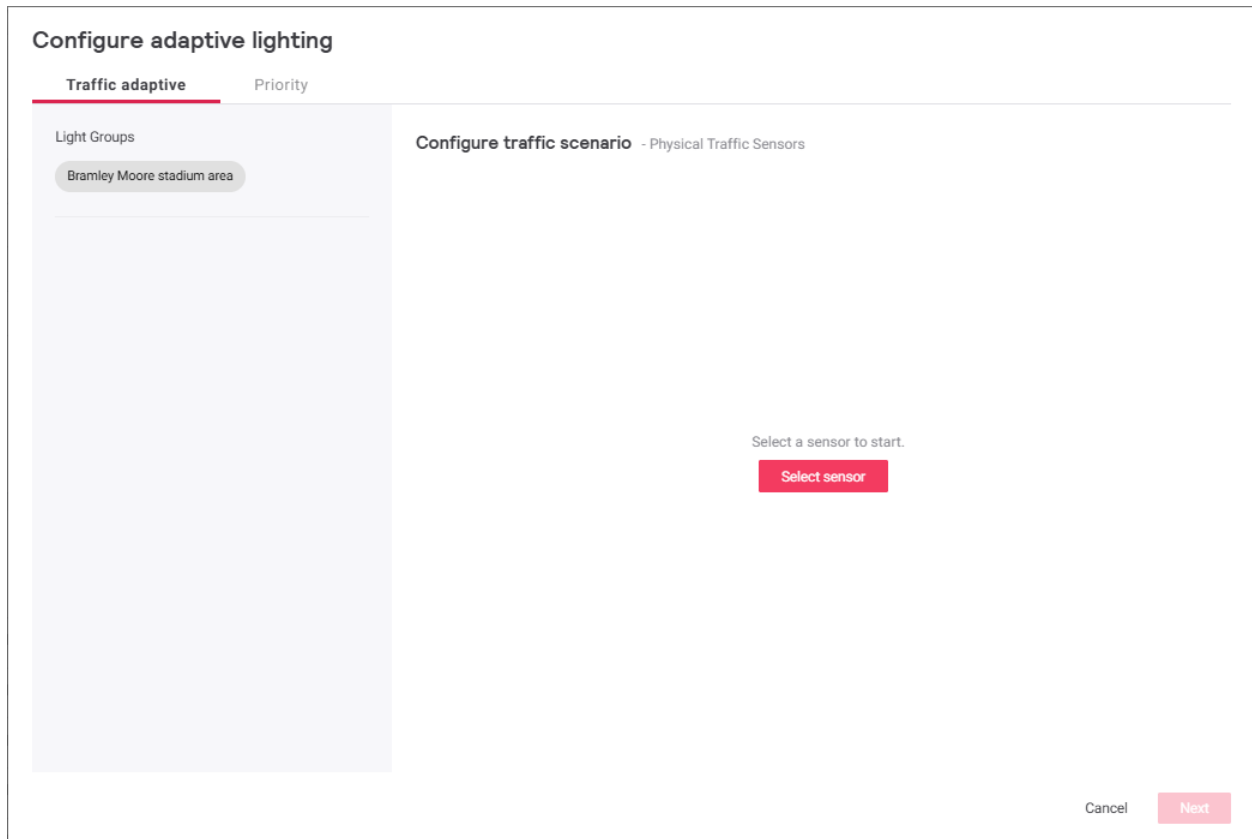 Configure adaptive lighting
Traffic adaptive Priority
Light Groups
Bramley Moore stadium area
Configure traffic scenario - Physical Traffic Sensors
Select a sensor to start.
Select sensor
Cancel Next